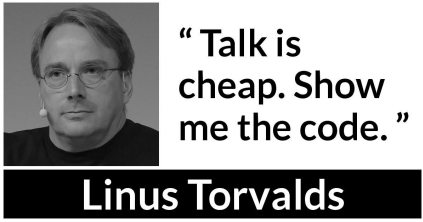 “ Talk is
cheap. Show
me the code. ”
Linus Torvalds